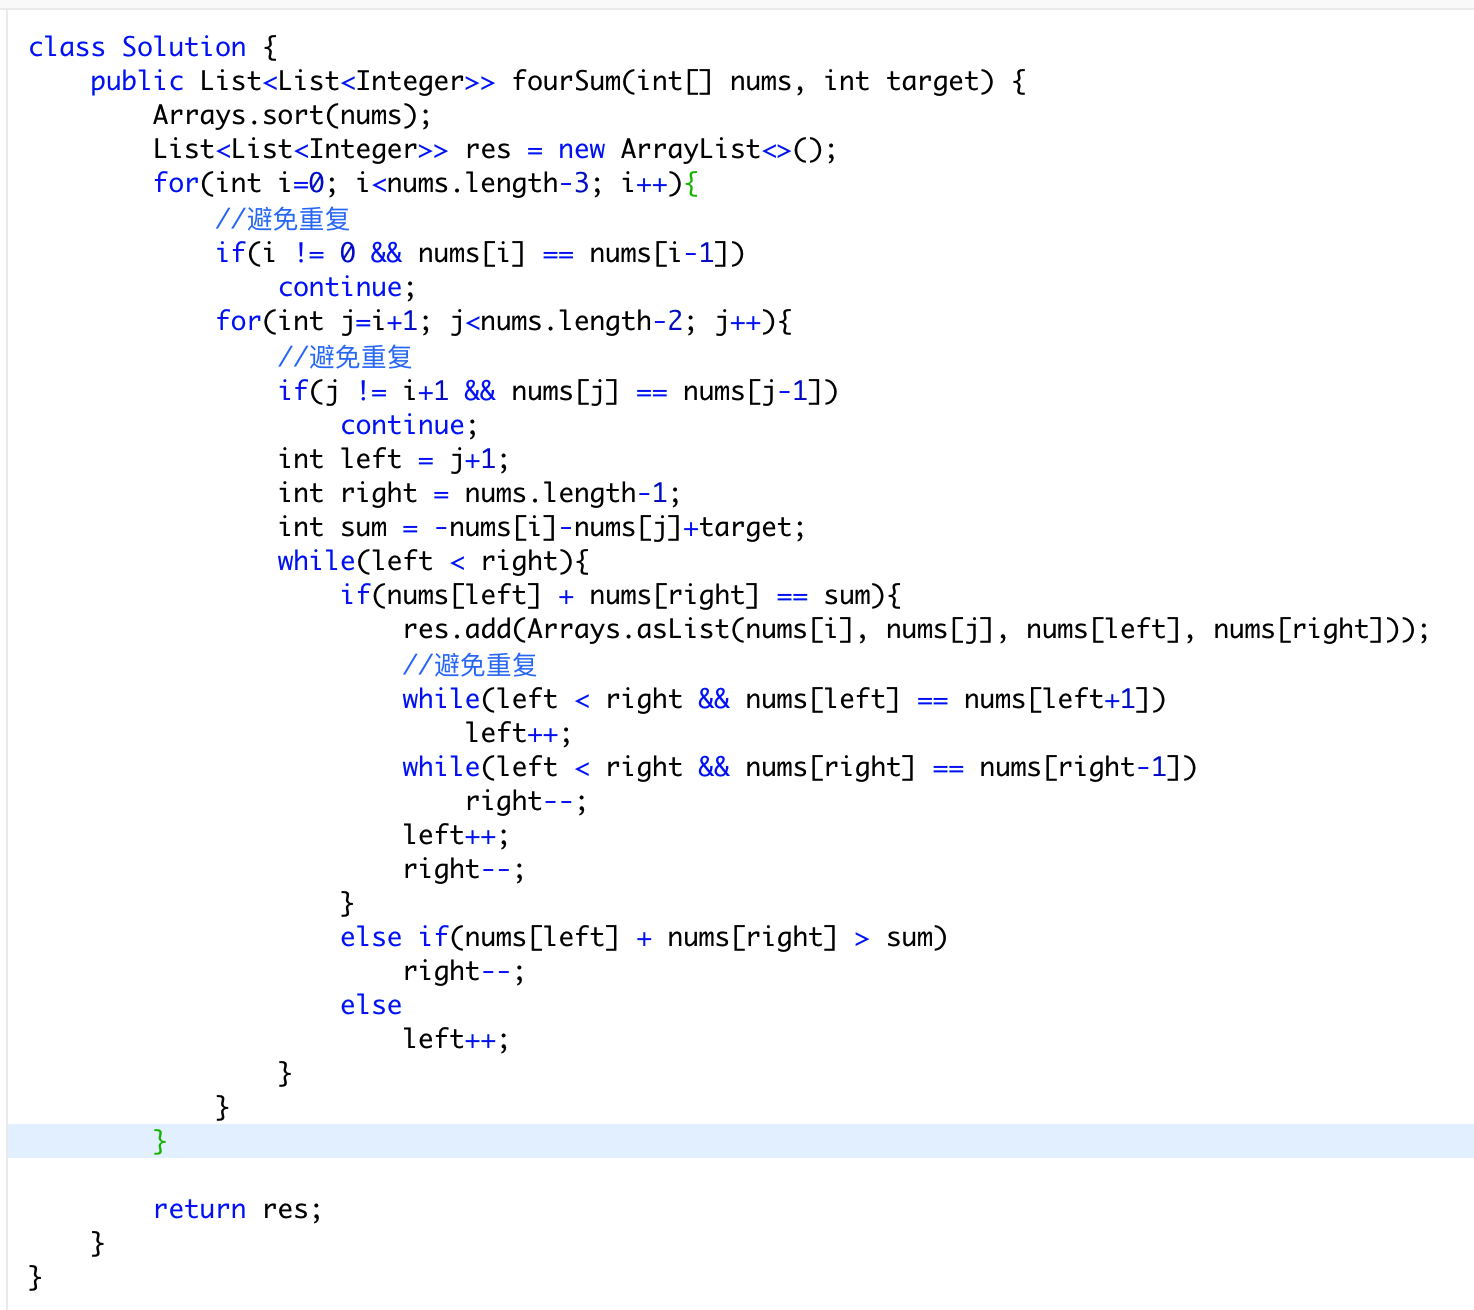 class Solution {
    public List<List<Integer>> fourSum(int[] nums, int target) {
        Arrays.sort(nums);
        List<List<Integer>> res = new ArrayList<>();
        for(int i=0; i<nums.length-3; i++){
            //避免重复
            if(i != 0 && nums[i] == nums[i-1])
                continue;
            for(int j=i+1; j<nums.length-2; j++){
                //避免重复
                if(j != i+1 && nums[j] == nums[j-1])
                    continue;
                int left = j+1;
                int right = nums.length-1;
                int sum = -nums[i]-nums[j]+target;
                while(left < right){
                    if(nums[left] + nums[right] == sum){
                        res.add(Arrays.asList(nums[i], nums[j], nums[left], nums[right]));
                        //避免重复
                        while(left < right && nums[left] == nums[left+1])
                            left++;
                        while(left < right && nums[right] == nums[right-1])
                            right--;
                        left++;
                        right--;
                    }
                    else if(nums[left] + nums[right] > sum)
                        right--;
                    else
                        left++;
                }
            }
        }

        return res;
    }
}